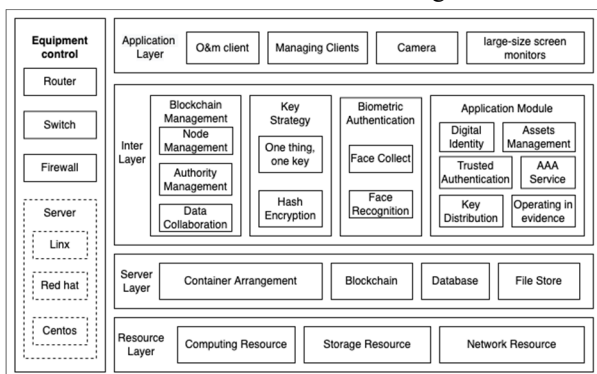 Equipment
control
Router
Switch
Firewall
Server
Linx
Red hat
Centos
Application
Layer
O&m client
Managing Clients
Camera
large-size screen
monitors
Inter
Layer
Blockchain
Management
Node
Management
Authority
Management
Data
Collaboration
Key
Strategy
One thing,
one key
Hash
Encryption
Biometric
Authentication
Face Collect
Face
Recognition
Application Module
Digital
Identity
Assets
Management
Trusted
Authentication
AAA
Service
Key
Distribution
Operating in
evidence
Server
Layer
Container Arrangement
Blockchain
Database
File Store
Resource
Layer
Computing Resource
Storage Resource
Network Resource